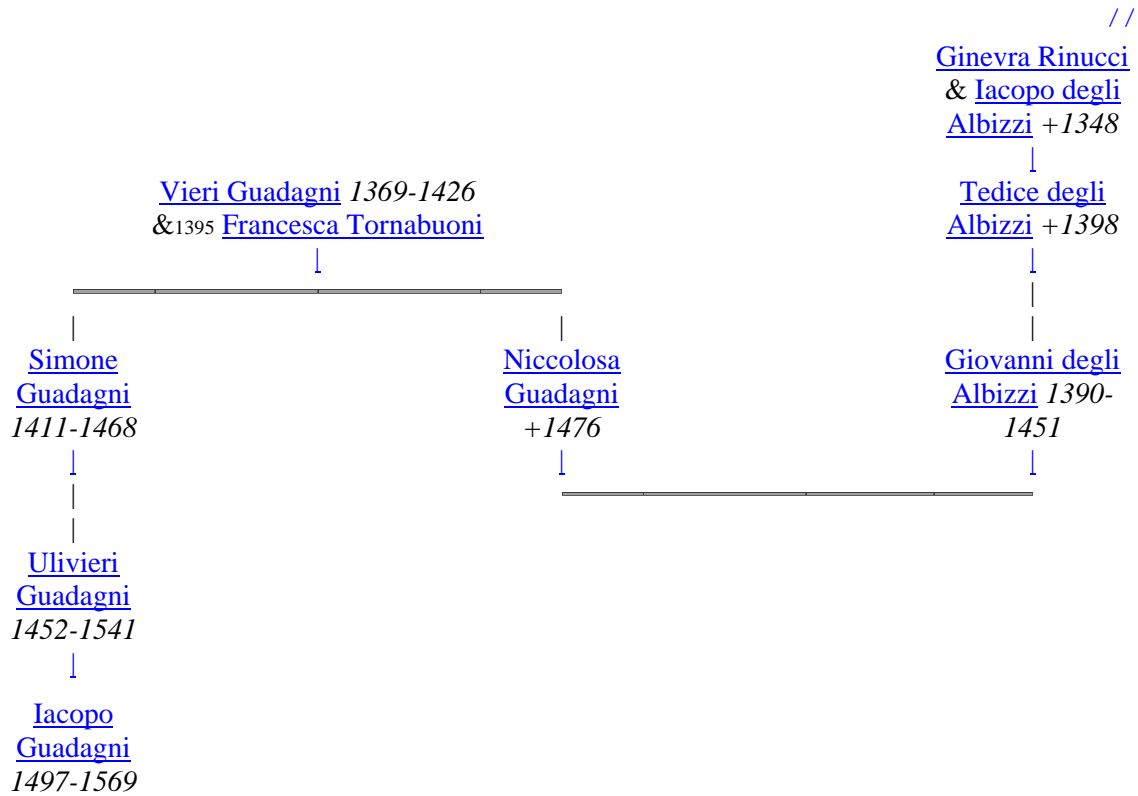 / /
Ginevra Rinucci
& Iacopo degli
Albizzi +1348
|
Vieri Guadagni 1369-1426
&1395 Francesca Tornabuoni
|
Tedice degli
Albizzi +1398
|
|
|
|
Simone
Guadagni
1411-1468
|
|
|
|
Niccolosa
Guadagni
+1476
|
Giovanni degli
Albizzi 1390-
1451
|
Ulivieri
Guadagni
1452-1541
|
Iacopo
Guadagni
1497-1569